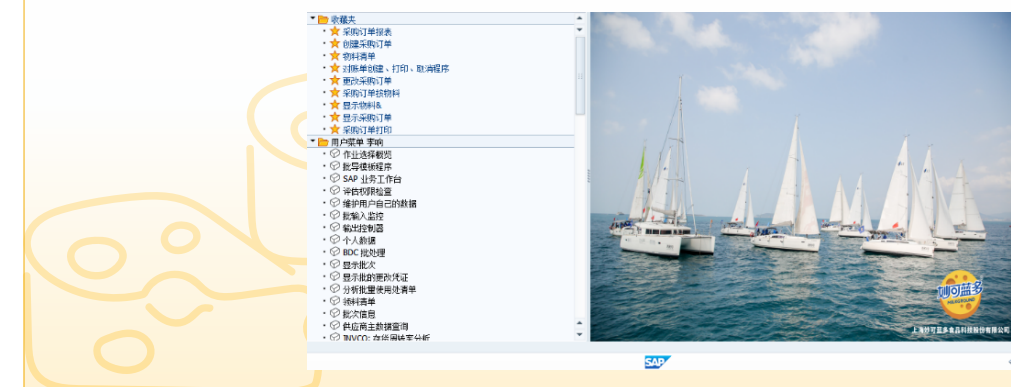 收藏夹
采购订单报表
创建采购订单
物料清单
对账单创建、打印、取消程序
更改采购订单
采购订单按物料
显示物料&
显示采购订单
采购订单打印
用户菜单 李响
作业选择概览
批导模板程序
SAP 业务工作台
评估权限检查
维护用户自己的数据
批输入监控
输出控制器
个人数据
BDC 批处理
显示批次
显示批的更改凭证
分析批量使用处清单
领料清单
批次信息
供应商主数据查询
INVCO: 存货周转率分析
妙可蓝多
MILKGROUND
上海妙可蓝多食品科技股份有限公司
SAP